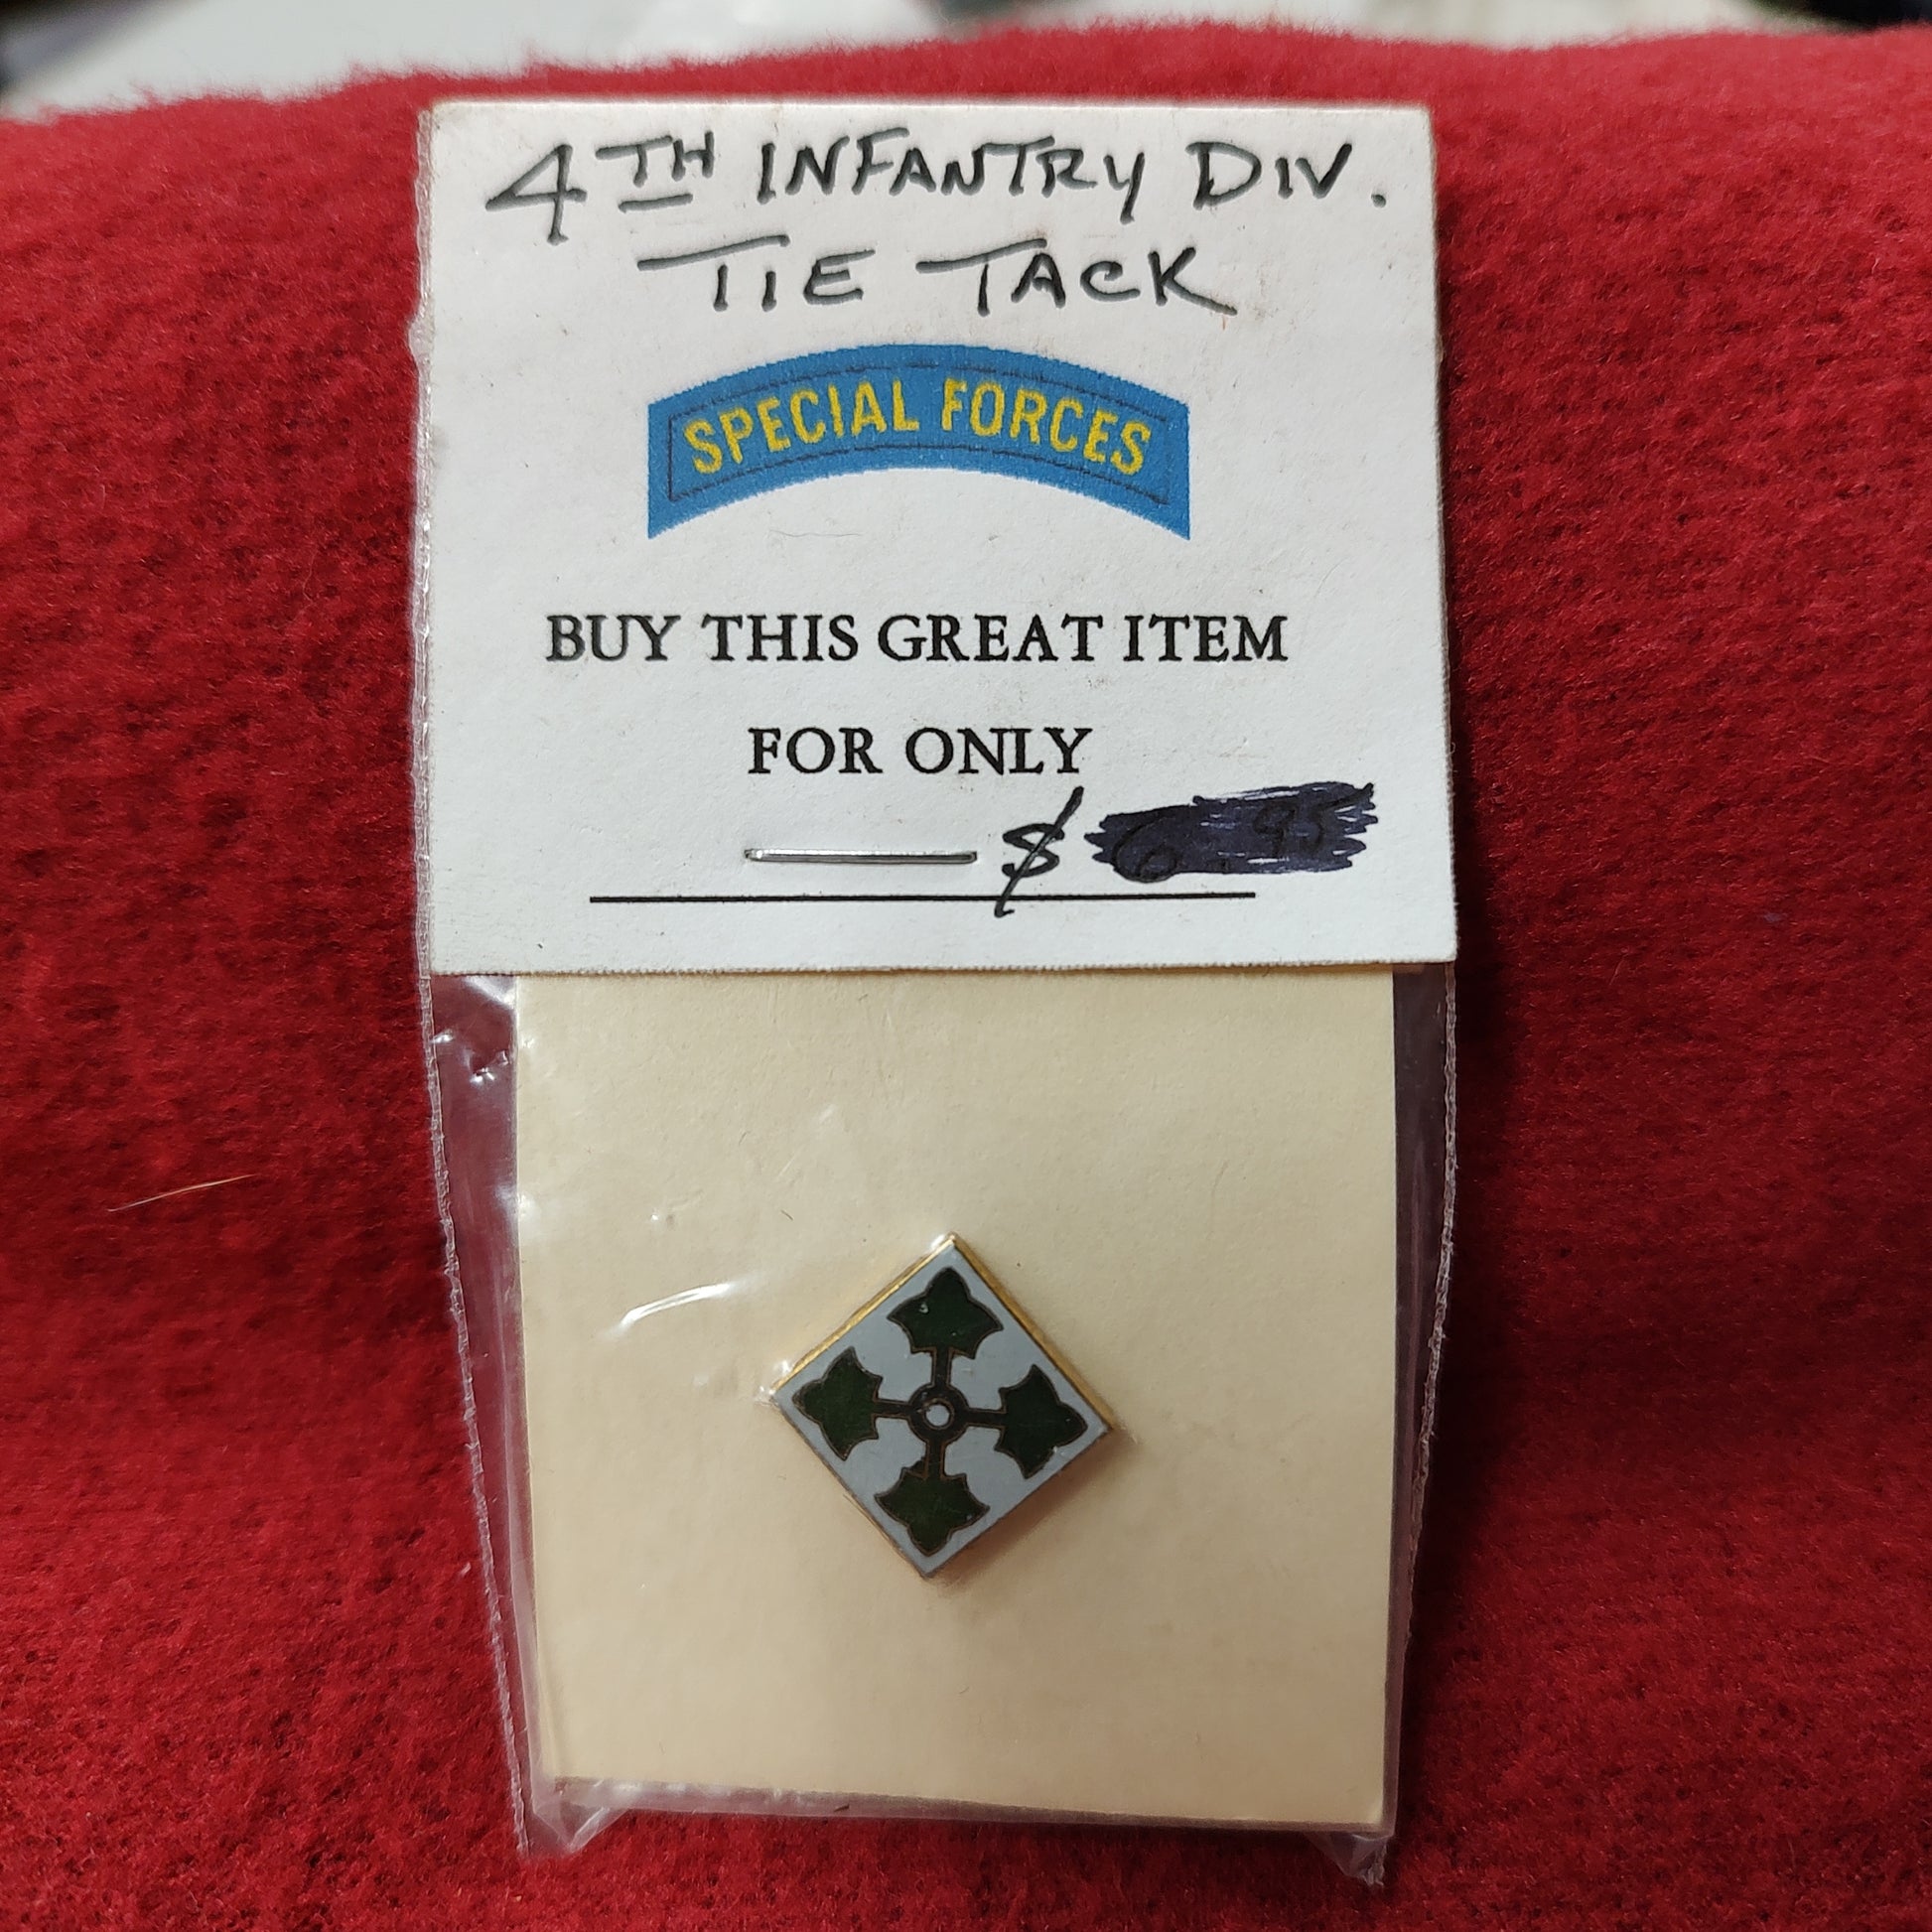 4TH INFANTRY DIV.
TIE TACK
SPECIAL FORCES
BUY THIS GREAT ITEM
FOR ONLY
$ 6.95